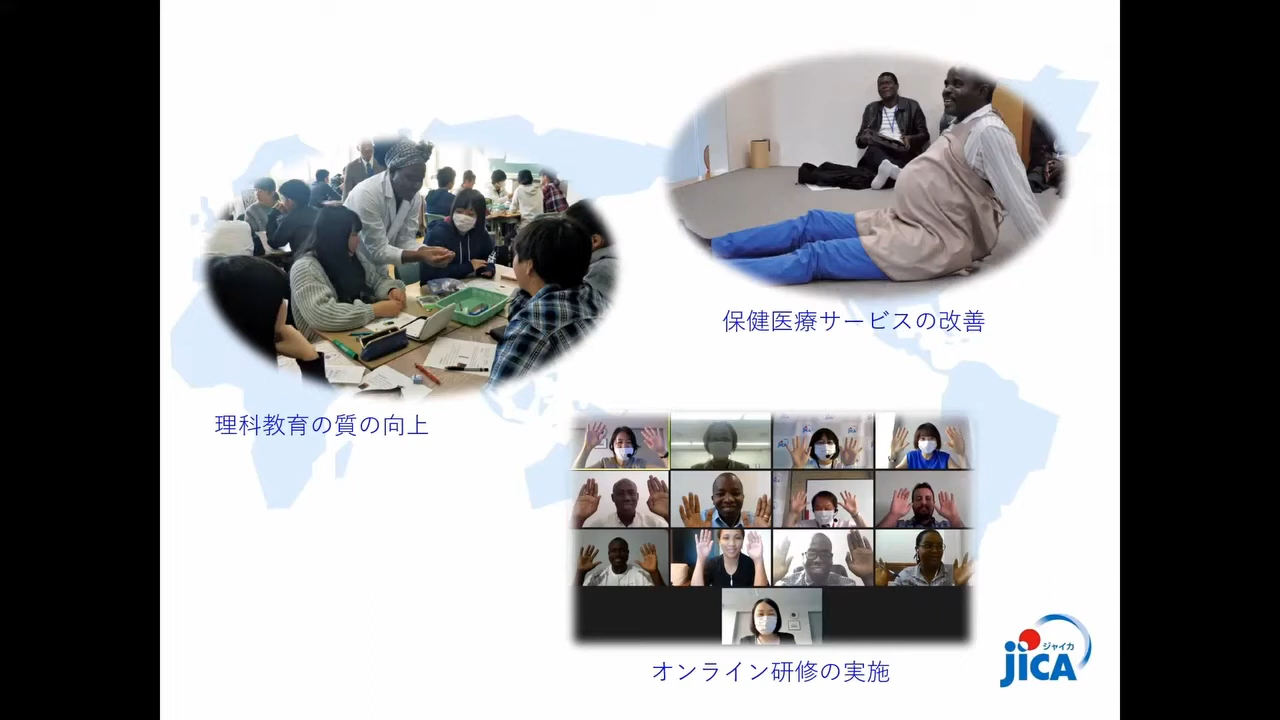 保健医療サービスの改善
理科教育の質の向上
オンライン研修の実施
ジャイカ
jICA